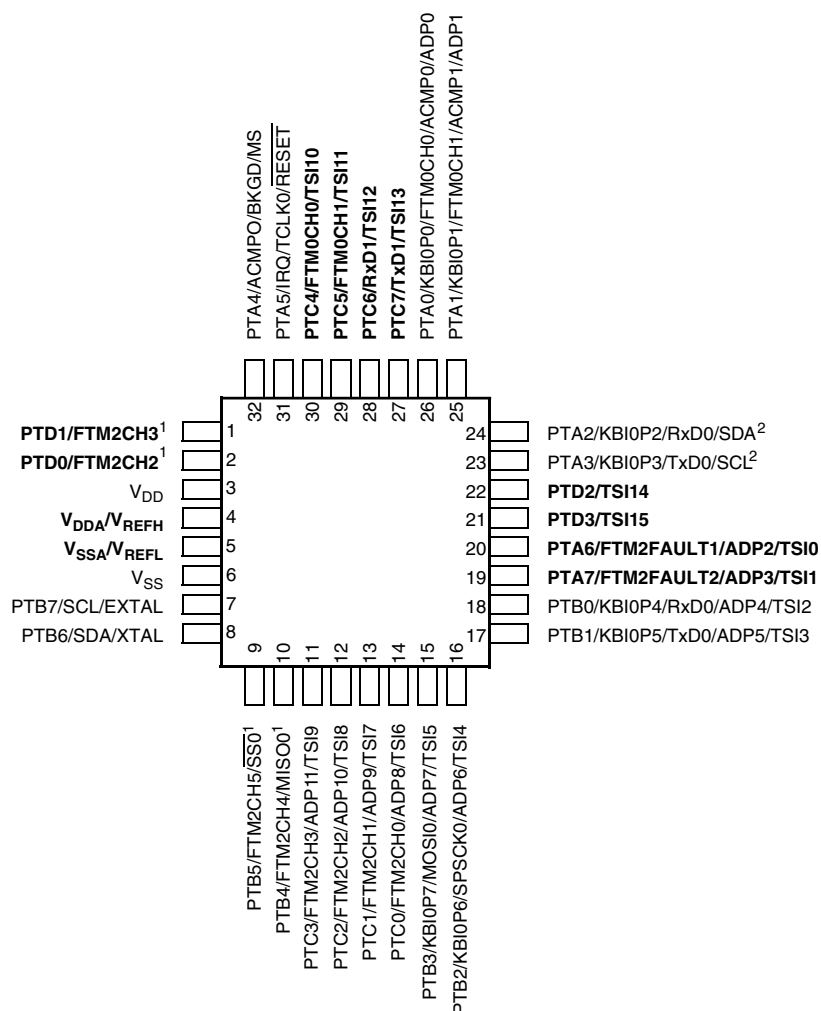 PTA4/ACMPO/BKGD/MS
PTA5/IRQ/TCLK0/RESET
PTC4/FTM0CH0/TSI10
PTC5/FTM0CH1/TSI11
PTC6/RxD1/TSI12
PTC7/TxD1/TSI13
PTA0/KBI0P0/FTM0CH0/ACMP0/ADP0
PTA1/KBI0P1/FTM0CH1/ACMP1/ADP1
32
31
30
29
28
27
26
25
PTD1/FTM2CH3¹ 1
PTD0/FTM2CH2¹ 2
VDD 3
VDDA/VREFH 4
VSSA/VREFL 5
VSS 6
PTB7/SCL/EXTAL 7
PTB6/SDA/XTAL 8
24 PTA2/KBI0P2/RxD0/SDA²
23 PTA3/KBI0P3/TxD0/SCL²
22 PTD2/TSI14
21 PTD3/TSI15
20 PTA6/FTM2FAULT1/ADP2/TSI0
19 PTA7/FTM2FAULT2/ADP3/TSI1
18 PTB0/KBI0P4/RxD0/ADP4/TSI2
17 PTB1/KBI0P5/TxD0/ADP5/TSI3
9
10
11
12
13
14
15
16
PTB5/FTM2CH5/SS0¹
PTB4/FTM2CH4/MISO0¹
PTC3/FTM2CH3/ADP11/TSI9
PTC2/FTM2CH2/ADP10/TSI8
PTC1/FTM2CH1/ADP9/TSI7
PTC0/FTM2CH0/ADP8/TSI6
PTB3/KBI0P7/MOSI0/ADP7/TSI5
PTB2/KBI0P6/SPSCK0/ADP6/TSI4